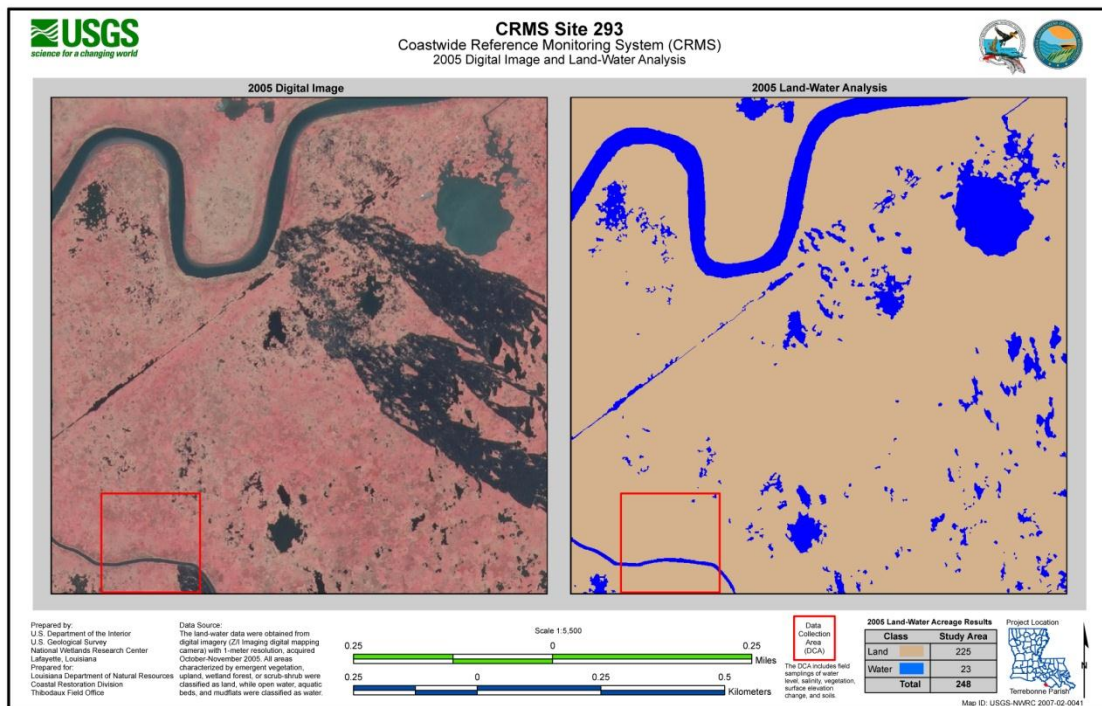 USGS
science for a changing world
CRMS Site 293
Coastwide Reference Monitoring System (CRMS)
2005 Digital Image and Land-Water Analysis
2005 Digital Image
2005 Land-Water Analysis
Prepared by:
U.S. Department of the Interior
U.S. Geological Survey
National Wetlands Research Center
Lafayette, Louisiana
Prepared for:
Louisiana Department of Natural Resources
Coastal Restoration Division
Thibodaux Field Office
Data Source:
The land-water data were obtained from
digital imagery (Z/I Imaging digital mapping
camera) with 1-meter resolution, acquired
October-November 2005. All areas
characterized by emergent vegetation,
upland, wetland forest, or scrub-shrub were
classified as land, while open water, aquatic
beds, and mudflats were classified as water.
Scale 1:5,500
0.25 0 0.25
Miles
0.25 0 0.25 0.5
Kilometers
Data
Collection
Area
(DCA)
The DCA includes field
samplings of water
level, salinity, vegetation,
surface elevation
change, and soils.
2005 Land-Water Acreage Results
Class Study Area
Land 225
Water 23
Total 248
Project Location
Terrebonne Parish
N
Map ID: USGS-NWRC 2007-02-0041